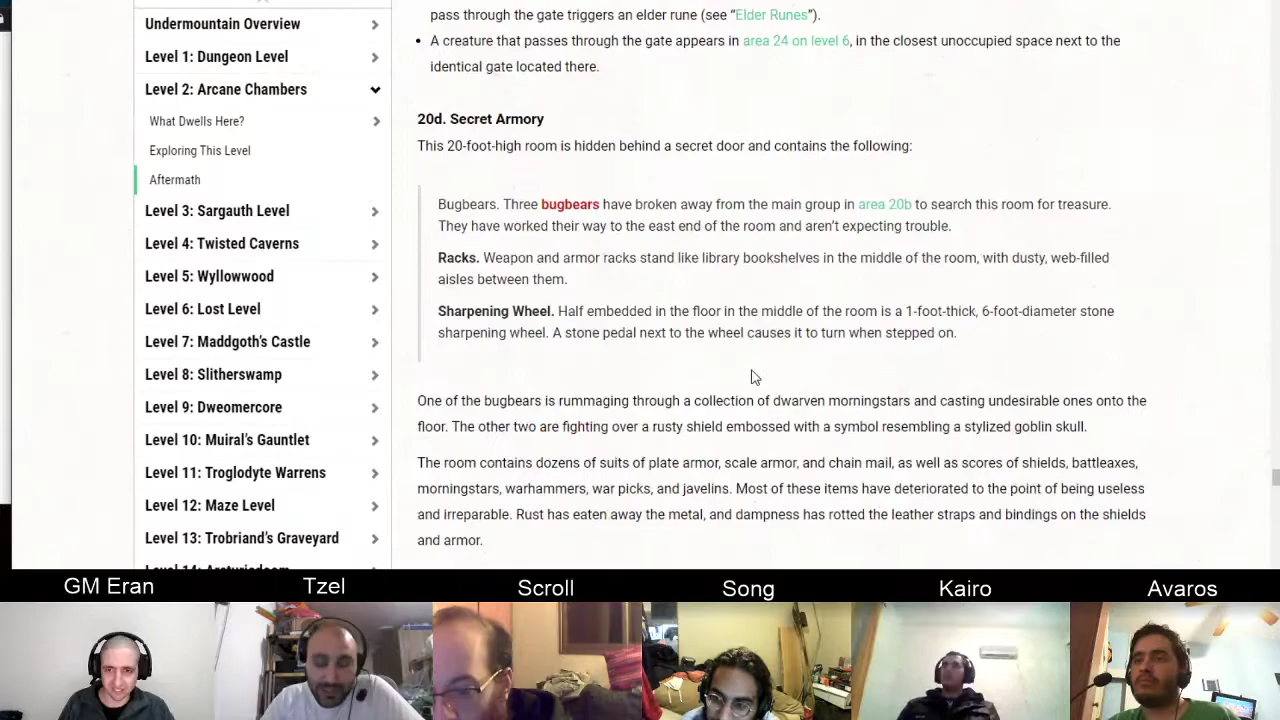 pass through the gate triggers an elder rune (see “Elder Runes”).
• A creature that passes through the gate appears in area 24 on level 6, in the closest unoccupied space next to the
identical gate located there.
20d. Secret Armory
This 20-foot-high room is hidden behind a secret door and contains the following:
Bugbears. Three bugbears have broken away from the main group in area 20b to search this room for treasure.
They have worked their way to the east end of the room and aren’t expecting trouble.
Racks. Weapon and armor racks stand like library bookshelves in the middle of the room, with dusty, web-filled
aisles between them.
Sharpening Wheel. Half embedded in the floor in the middle of the room is a 1-foot-thick, 6-foot-diameter stone
sharpening wheel. A stone pedal next to the wheel causes it to turn when stepped on.
One of the bugbears is rummaging through a collection of dwarven morningstars and casting undesirable ones onto the
floor. The other two are fighting over a rusty shield embossed with a symbol resembling a stylized goblin skull.
The room contains dozens of suits of plate armor, scale armor, and chain mail, as well as scores of shields, battleaxes,
morningstars, warhammers, war picks, and javelins. Most of these items have deteriorated to the point of being useless
and irreparable. Rust has eaten away the metal, and dampness has rotted the leather straps and bindings on the shields
and armor.
Undermountain Overview
Level 1: Dungeon Level
Level 2: Arcane Chambers
What Dwells Here?
Exploring This Level
Aftermath
Level 3: Sargauth Level
Level 4: Twisted Caverns
Level 5: Wyllowwood
Level 6: Lost Level
Level 7: Maddgoth’s Castle
Level 8: Slitherswamp
Level 9: Dweomercore
Level 10: Muiral’s Gauntlet
Level 11: Troglodyte Warrens
Level 12: Maze Level
Level 13: Trobriand’s Graveyard
GM Eran
Tzel
Scroll
Song
Kairo
Avaros